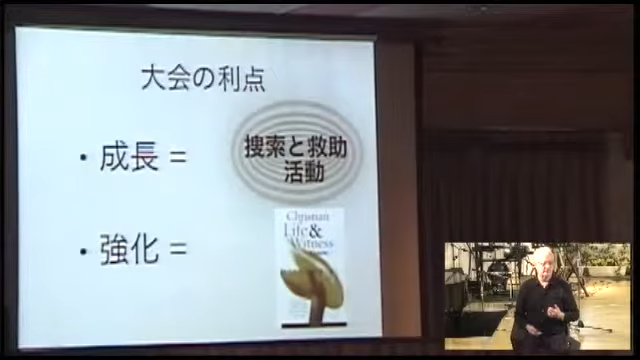 大会の利点
・成長 =
捜索と救助
活動
・強化 =
Christian
Life &
Witness